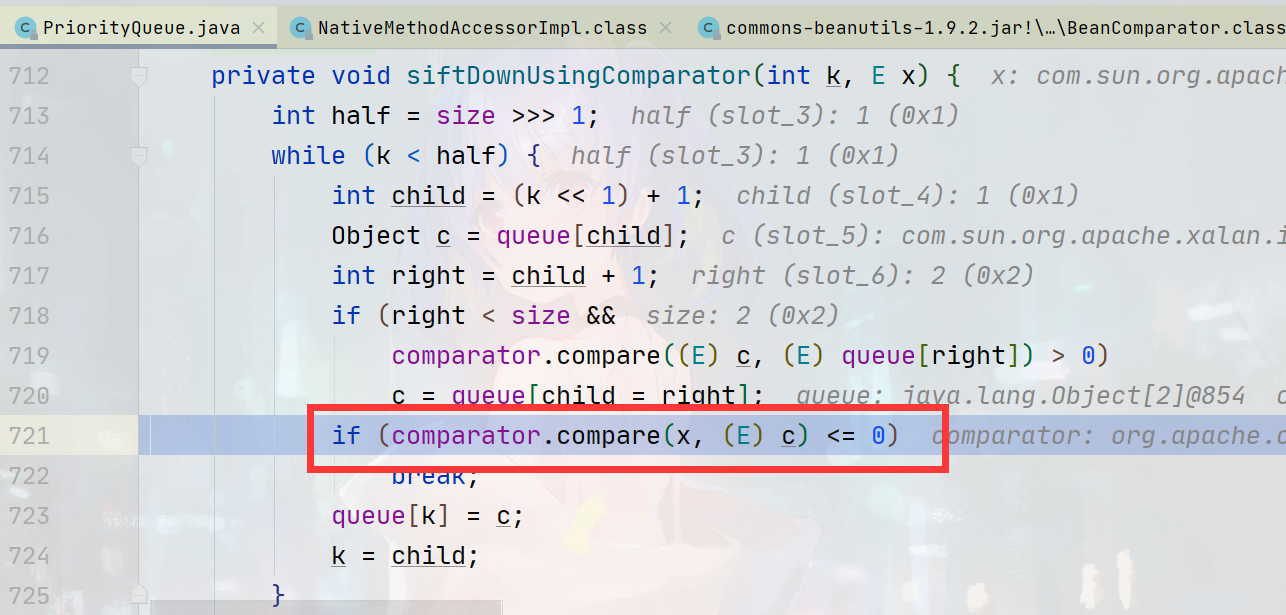 PriorityQueue.java NativeMethodAccessorImpl.class commons-beanutils-1.9.2.jar!\…\BeanComparator.class
712 private void siftDownUsingComparator(int k, E x) { x: com.sun.org.apach
713 int half = size >>> 1; half (slot_3): 1 (0x1)
714 while (k < half) { half (slot_3): 1 (0x1)
715 int child = (k << 1) + 1; child (slot_4): 1 (0x1)
716 Object c = queue[child]; c (slot_5): com.sun.org.apache.xalan.i
717 int right = child + 1; right (slot_6): 2 (0x2)
718 if (right < size && size: 2 (0x2)
719 comparator.compare((E) c, (E) queue[right]) > 0)
720 c = queue[child = right]; queue: java.lang.Object[2]@854 c
721 if (comparator.compare(x, (E) c) <= 0) comparator: org.apache.c
722 break;
723 queue[k] = c;
724 k = child;
725 }